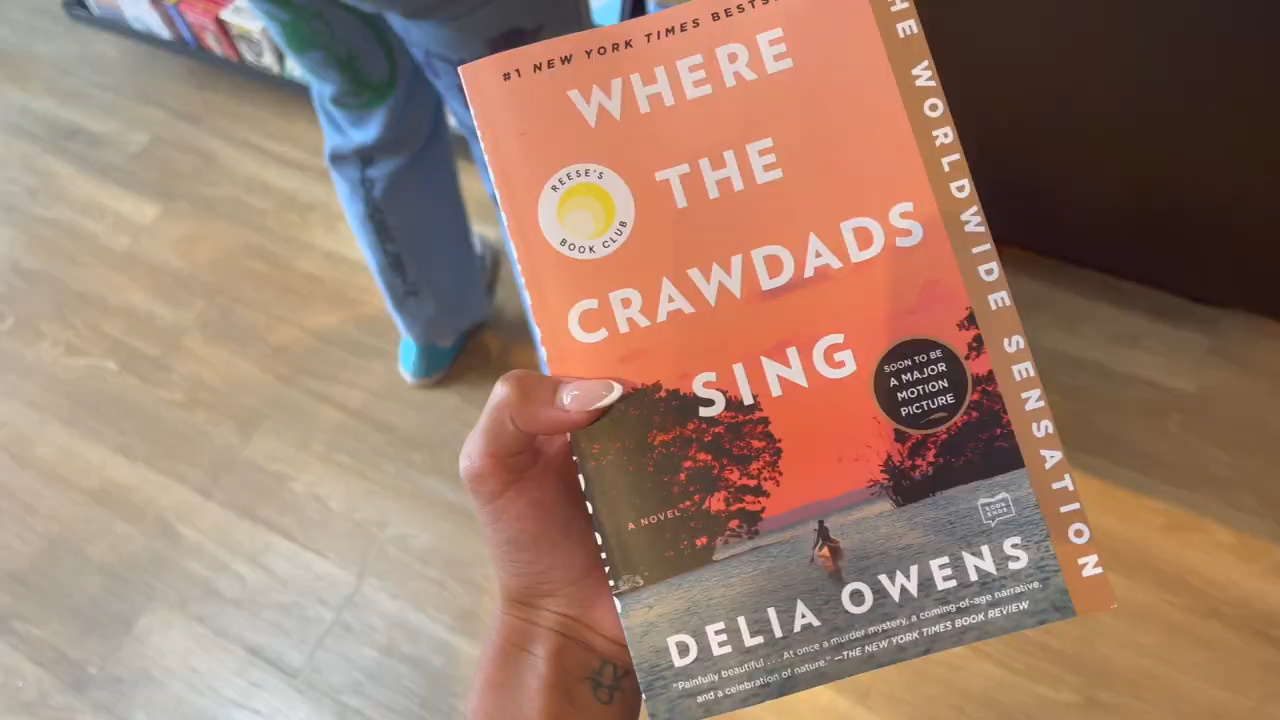 #1 NEW YORK TIMES BESTS
WHERE
THE
CRAWDADS
SING
REESE'S
BOOK CLUB
SOON TO BE
A MAJOR
MOTION
PICTURE
A NOVEL
DELIA OWENS
"Painfully beautiful . . . At once a murder mystery, a coming-of-age narrative,
and a celebration of nature." —THE NEW YORK TIMES BOOK REVIEW
THE WORLDWIDE SENSATION